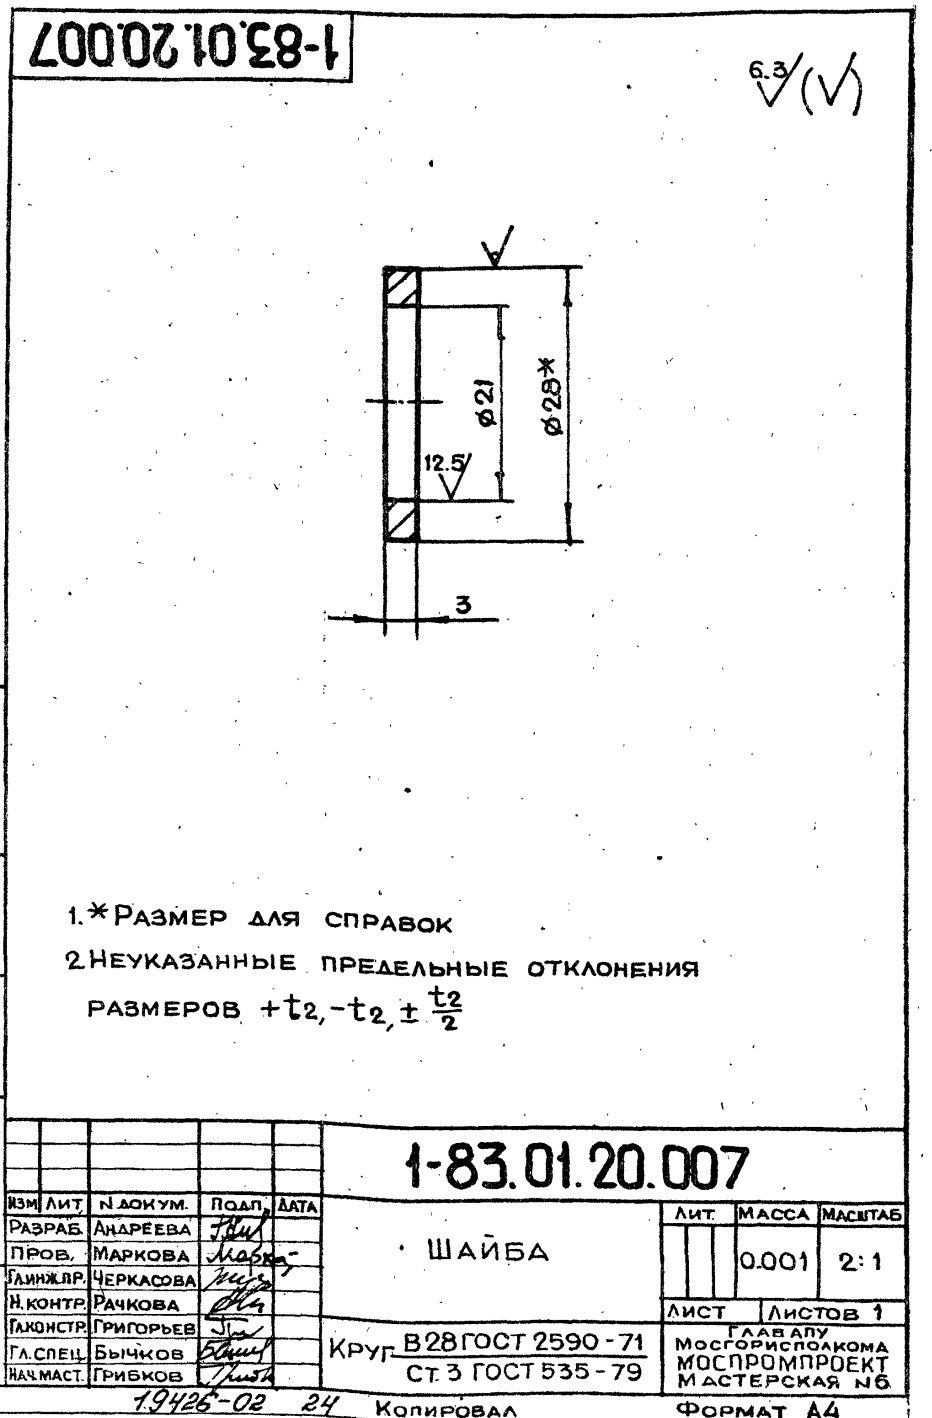 1-83.01.20.007
6.3 (√)
ø21
ø28*
12.5
3
1.*РАЗМЕР ДЛЯ СПРАВОК
2.НЕУКАЗАННЫЕ ПРЕДЕЛЬНЫЕ ОТКЛОНЕНИЯ
РАЗМЕРОВ +t2,-t2,± t2/2
1-83.01.20.007
ИЗМ ЛИТ N ДОКУМ. ПОДП. ДАТА
РАЗРАБ. АНДРЕЕВА
ПРОВ. МАРКОВА
ГЛ.ИНЖ.ПР. ЧЕРКАСОВА
Н.КОНТР. РАЧКОВА
ГЛ.КОНСТР. ГРИГОРЬЕВ
ГЛ.СПЕЦ. БЫЧКОВ
НАЧ.МАСТ. ГРИБКОВ
ШАЙБА
ЛИТ. МАССА МАСШТАБ
0.001 2:1
ЛИСТ ЛИСТОВ 1
КРУГ В 28 ГОСТ 2590-71
СТ.3 ГОСТ 535-79
ГЛАВАПУ
МОСГОРИСПОЛКОМА
МОСПРОМПРОЕКТ
МАСТЕРСКАЯ N6
19426-02 24
КОПИРОВАЛ
ФОРМАТ А4